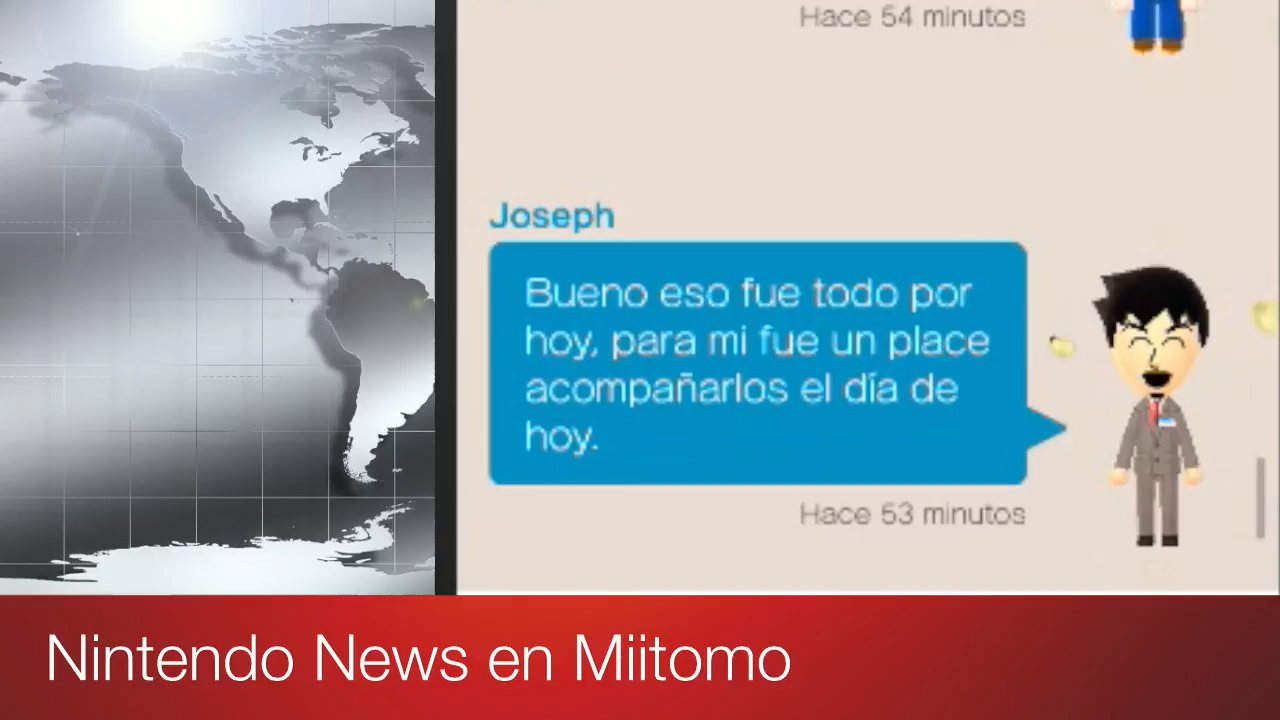 Hace 54 minutos
Joseph
Bueno eso fue todo por
hoy, para mi fue un place
acompañarlos el día de
hoy.
Hace 53 minutos
Nintendo News en Miitomo